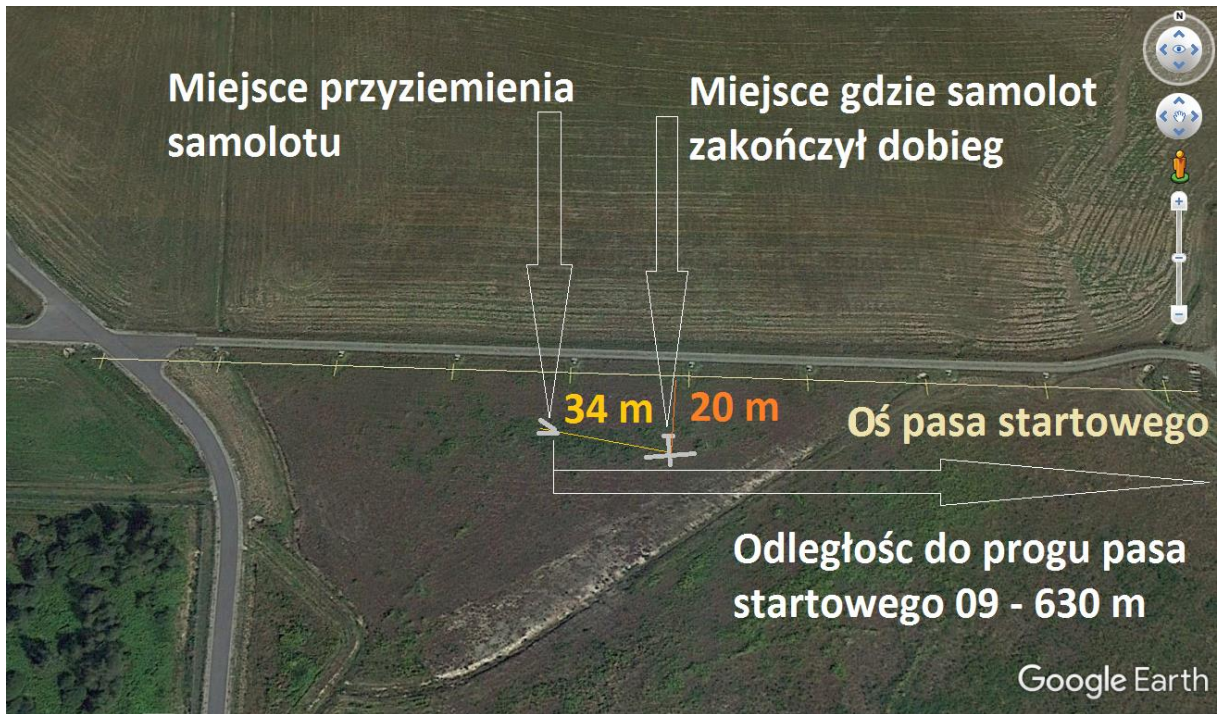 N
Miejsce przyziemienia
samolotu
Miejsce gdzie samolot
zakończył dobieg
34 m
20 m
Oś pasa startowego
Odległośc do progu pasa
startowego 09 - 630 m
Google Earth